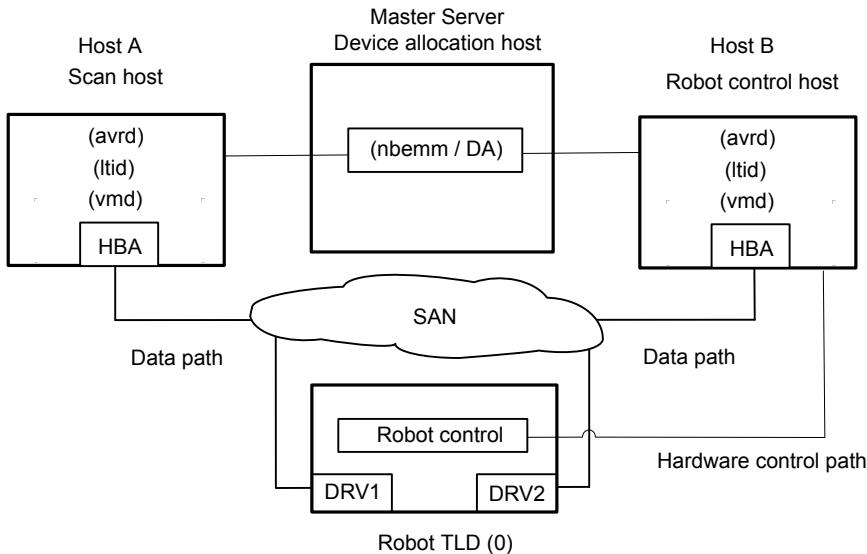 Master Server
Device allocation host
Host A
Scan host
Host B
Robot control host
(avrd)
(ltid)
(vmd)
HBA
(nbemm / DA)
(avrd)
(ltid)
(vmd)
HBA
SAN
Data path
Data path
Robot control
Hardware control path
DRV1
DRV2
Robot TLD (0)